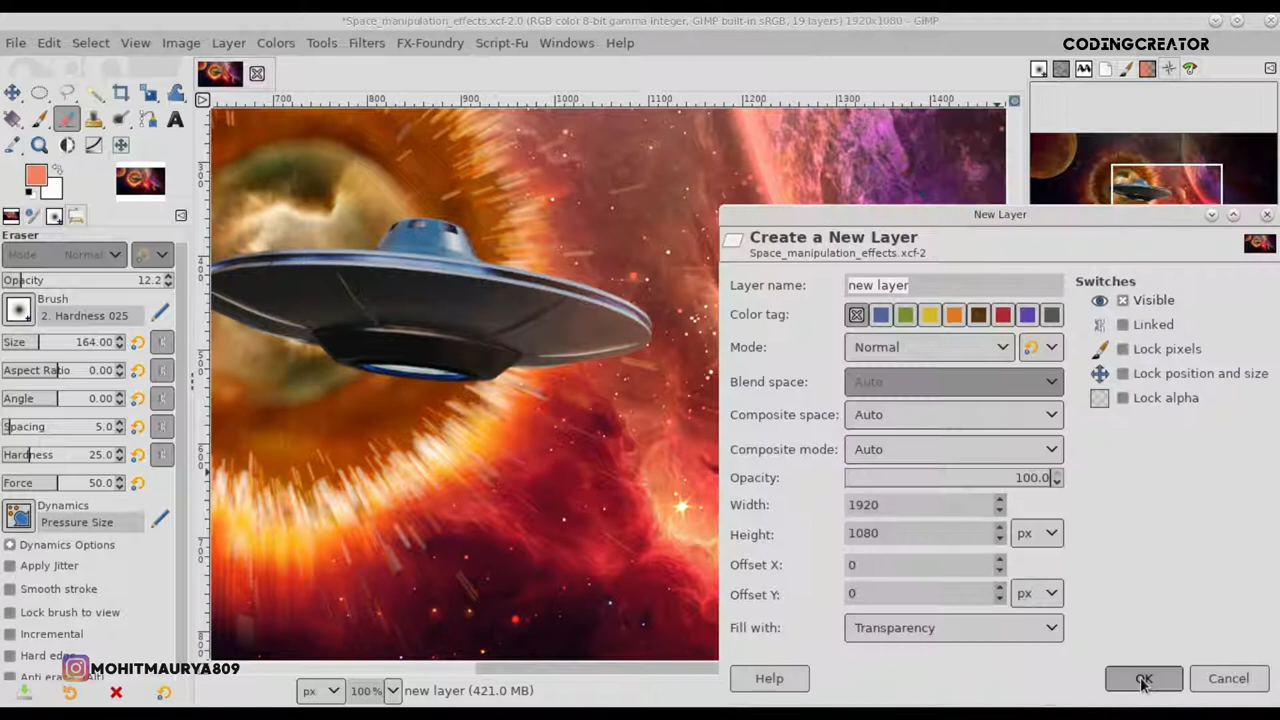 *Space_manipulation_effects.xcf-2.0 (RGB color 8-bit gamma integer, GIMP built-in sRGB, 19 layers) 1920x1080 – GIMP
File Edit Select View Image Layer Colors Tools Filters FX-Foundry Script-Fu Windows Help
CODINGCREATOR
700 800 900 1000 1100 1200 1300 1400
Eraser
Mode Normal
Opacity 12.2
Brush
2. Hardness 025
Size 164.00
Aspect Ratio 0.00
Angle 0.00
Spacing 5.0
Hardness 25.0
Force 50.0
Dynamics
Pressure Size
Dynamics Options
Apply Jitter
Smooth stroke
Lock brush to view
Incremental
Hard edge
MOHITMAURYA809
px 100% new layer (421.0 MB)
New Layer
Create a New Layer
Space_manipulation_effects.xcf-2
Layer name: new layer
Color tag:
Mode: Normal
Blend space: Auto
Composite space: Auto
Composite mode: Auto
Opacity: 100.0
Width: 1920
Height: 1080 px
Offset X: 0
Offset Y: 0 px
Fill with: Transparency
Switches
Visible
Linked
Lock pixels
Lock position and size
Lock alpha
Help OK Cancel